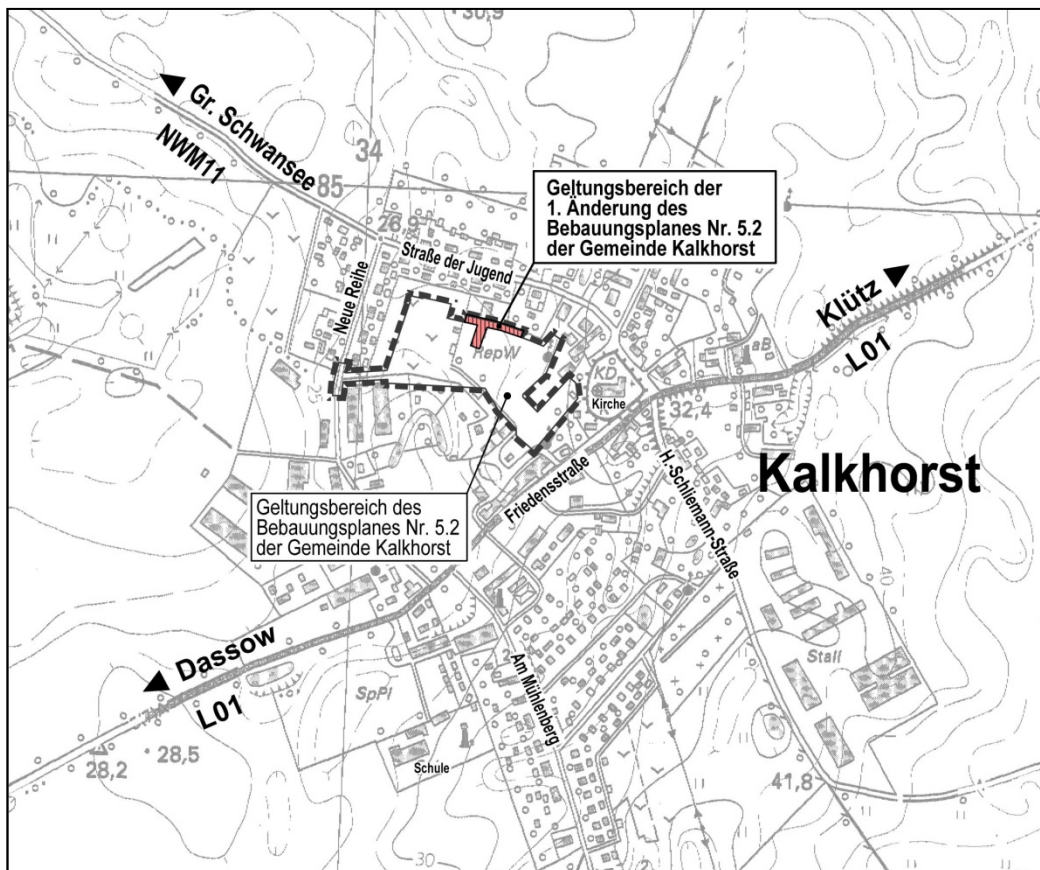 30,9
Gr. Schwansee
NWM11
34
85
26,9
Geltungsbereich der
1. Änderung des
Bebauungsplanes Nr. 5.2
der Gemeinde Kalkhorst
Straße der Jugend
Neue Reihe
Klütz
L01
RepW
KD
Kirche
32,4
Kalkhorst
Friedensstraße
H.-Schliemann-Straße
Geltungsbereich des
Bebauungsplanes Nr. 5.2
der Gemeinde Kalkhorst
40
Dassow
L01
Am Mühlenberg
Stall
SpPl
28,5
28,2
Schule
41,8
30